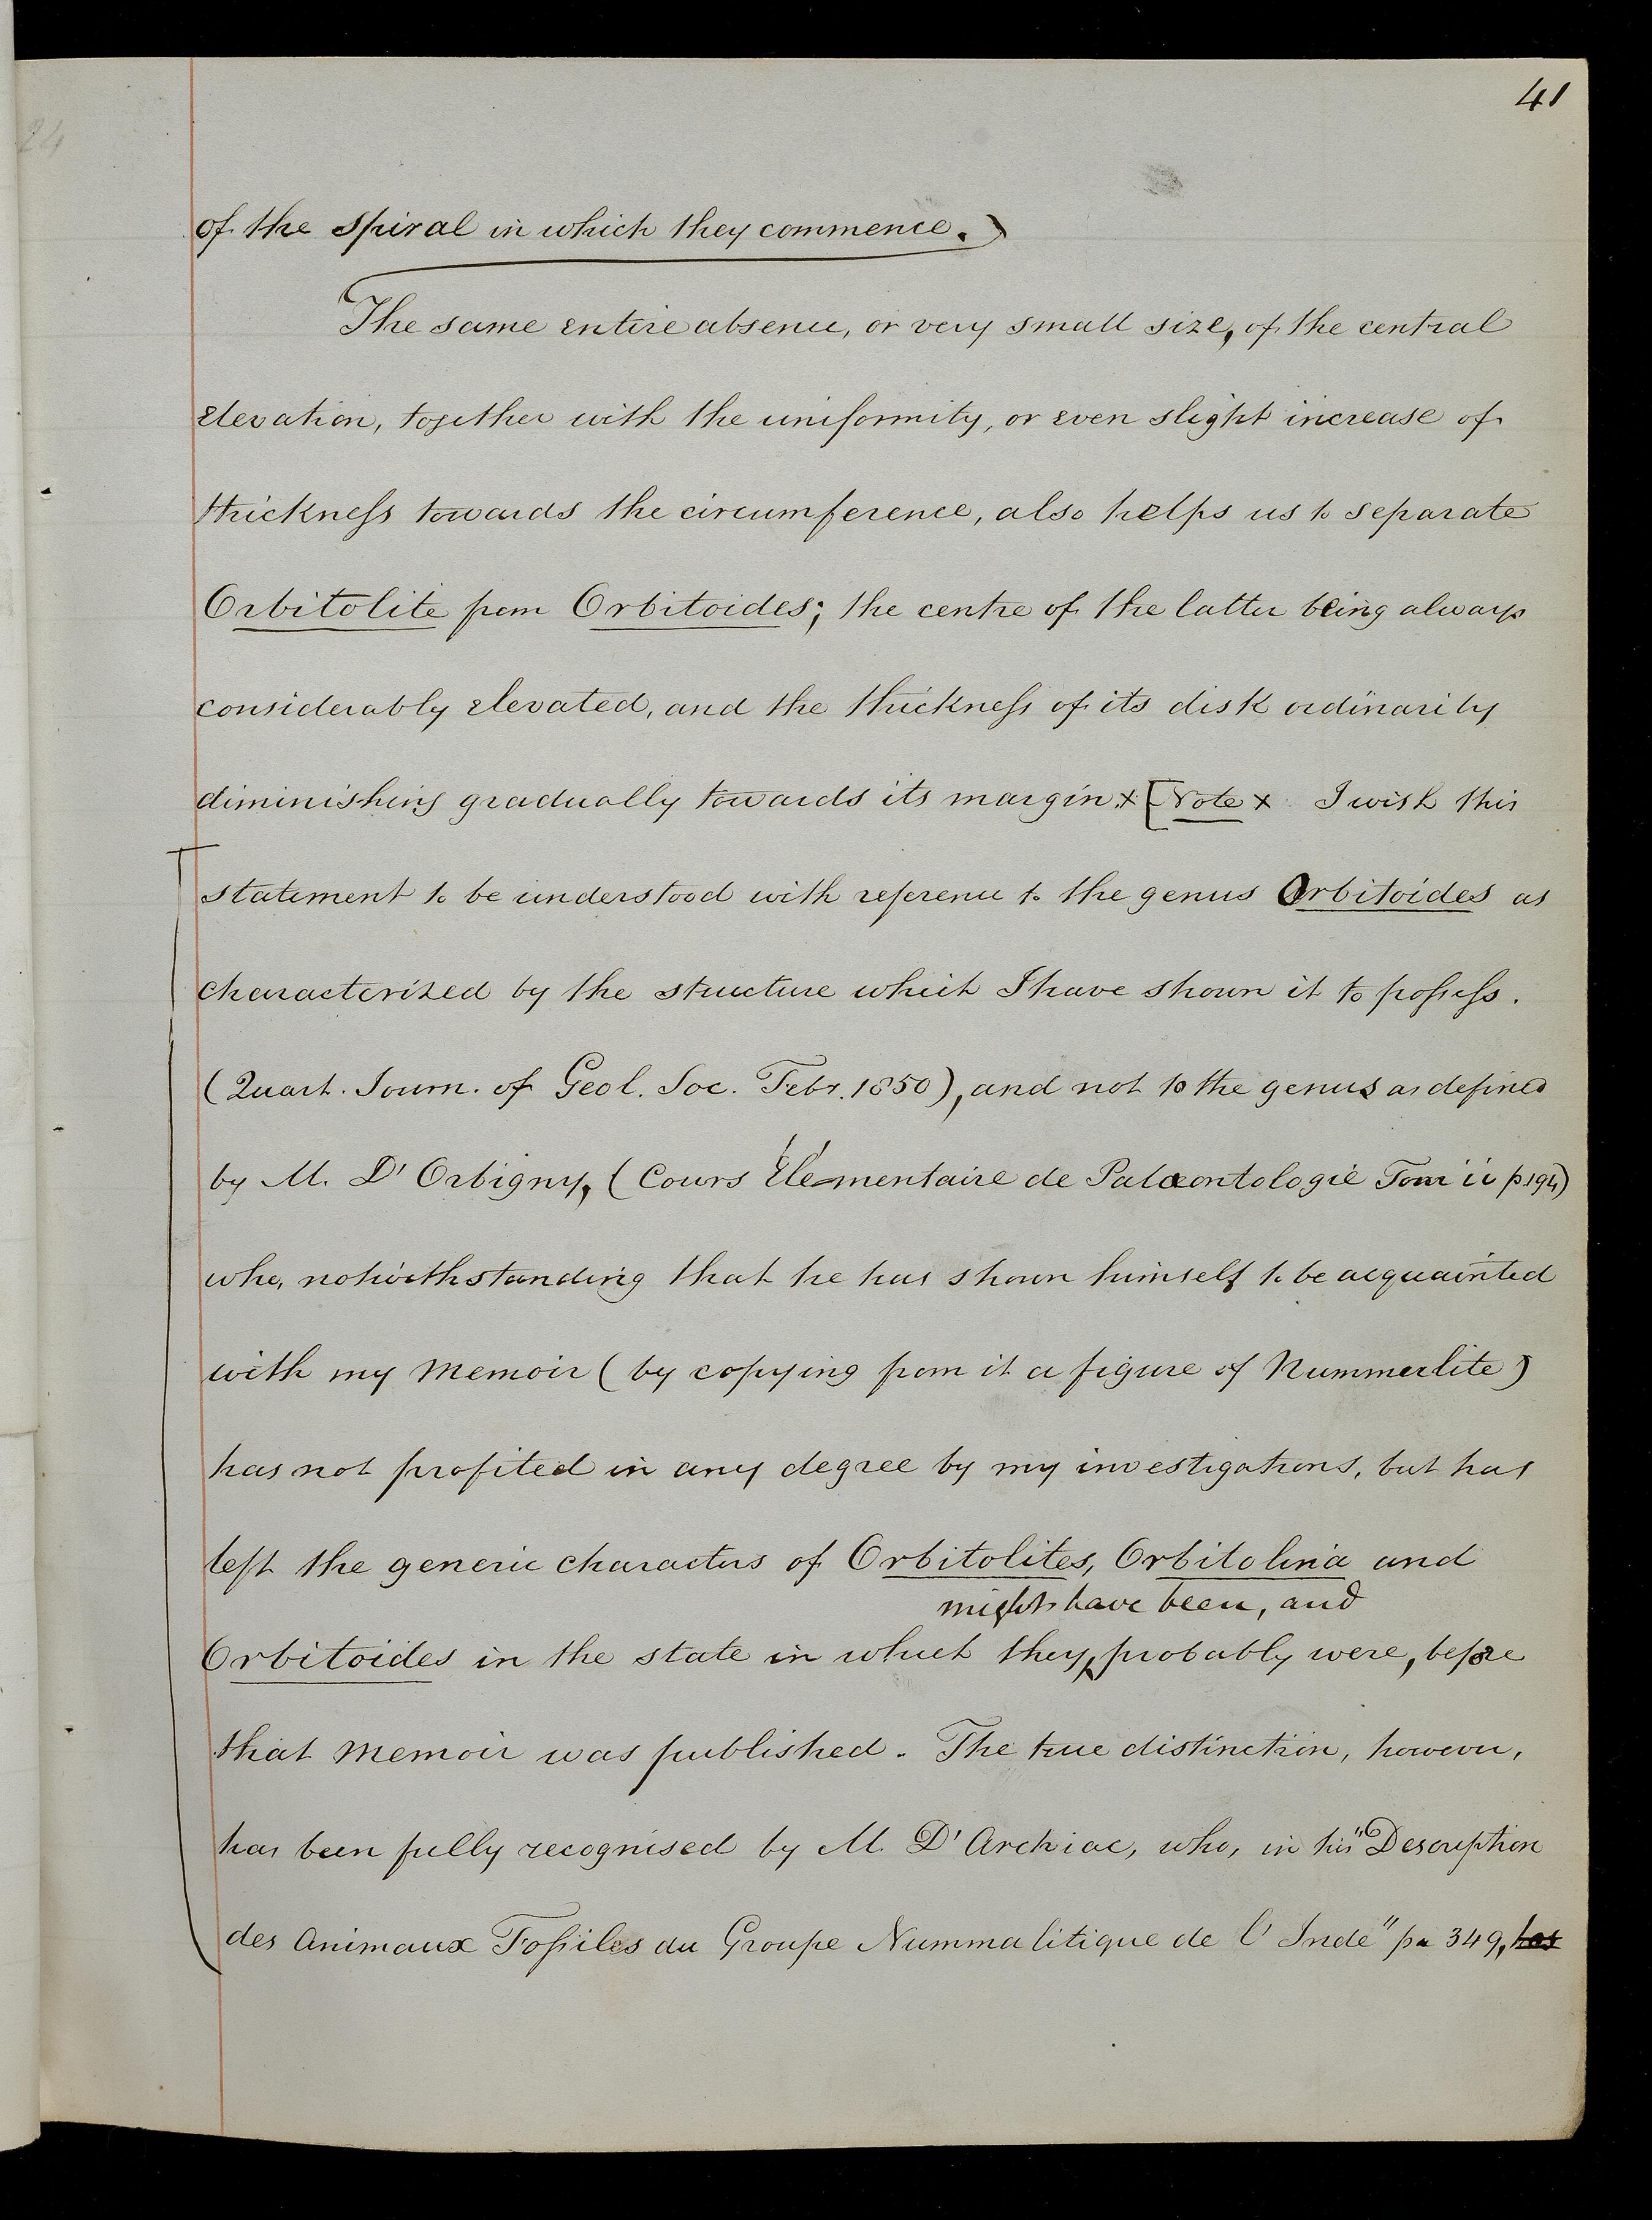 41
of the spiral in which they commence.
The same entire absence, or very small size, of the central
elevation, together with the uniformity, or even slight increase of
thickness towards the circumference, also helps us to separate
Orbitolite from Orbitoides; the centre of the latter being always
considerably elevated, and the thickness of its disk ordinarily
diminishing gradually towards its margin.x [Note x I wish this
statement to be understood with reference to the genus Orbitoides as
characterized by the structure which I have shown it to possess.
(Quart. Journ. of Geol. Soc. Febr. 1850), and not to the genus as defined
by M. D'Orbigny, (Cours Élémentaire de Palæontologie Tom ii p.194)
who, notwithstanding that he has shown himself to be acquainted
with my memoir (by copying from it a figure of Nummulite)
has not profited in any degree by my investigations, but has
left the generic characters of Orbitolites, Orbitolina and
might have been, and
Orbitoides in the state in which they probably were, before
that memoir was published. The true distinction, however,
has been fully recognised by M. D'Archiac, who, in his "Description
des Animaux Fossiles du Groupe Nummulitique de l'Inde" p. 349, has